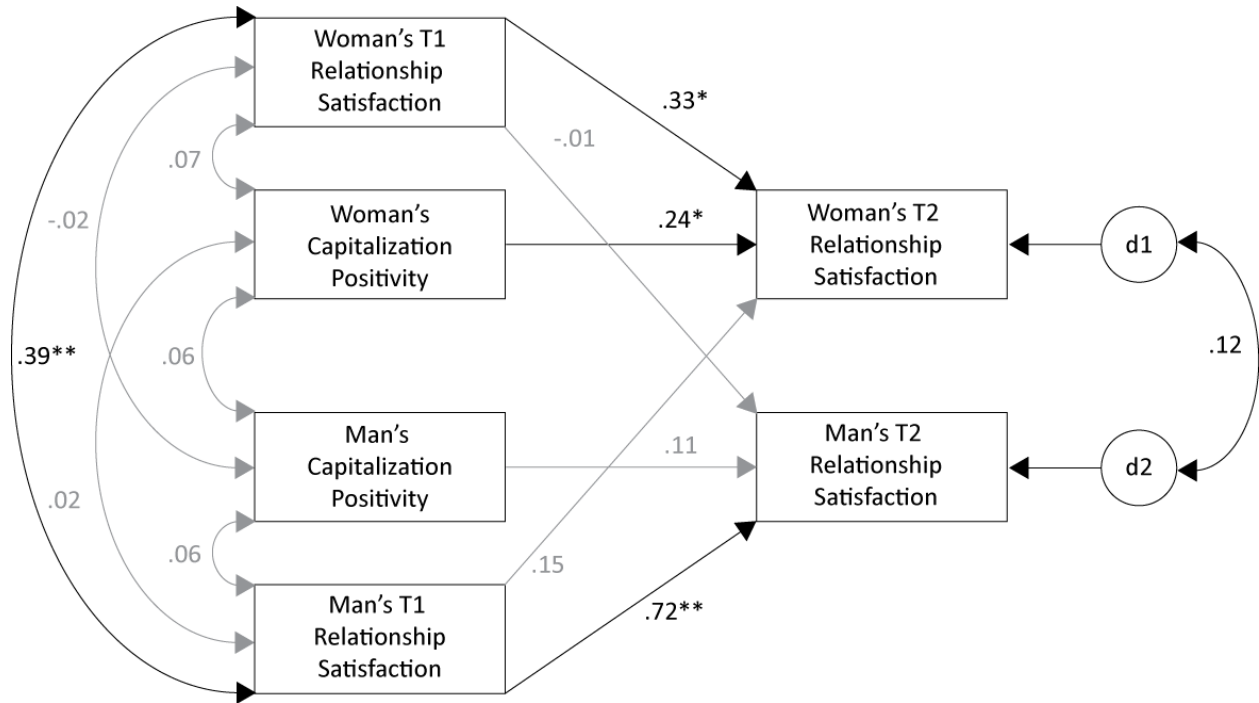 Woman's T1
Relationship
Satisfaction
.33*
-.01
.07
-.02
Woman's
Capitalization
Positivity
.24*
Woman's T2
Relationship
Satisfaction
d1
.39**
.06
.12
Man's
Capitalization
Positivity
.11
Man's T2
Relationship
Satisfaction
d2
.02
.06
.15
Man's T1
Relationship
Satisfaction
.72**